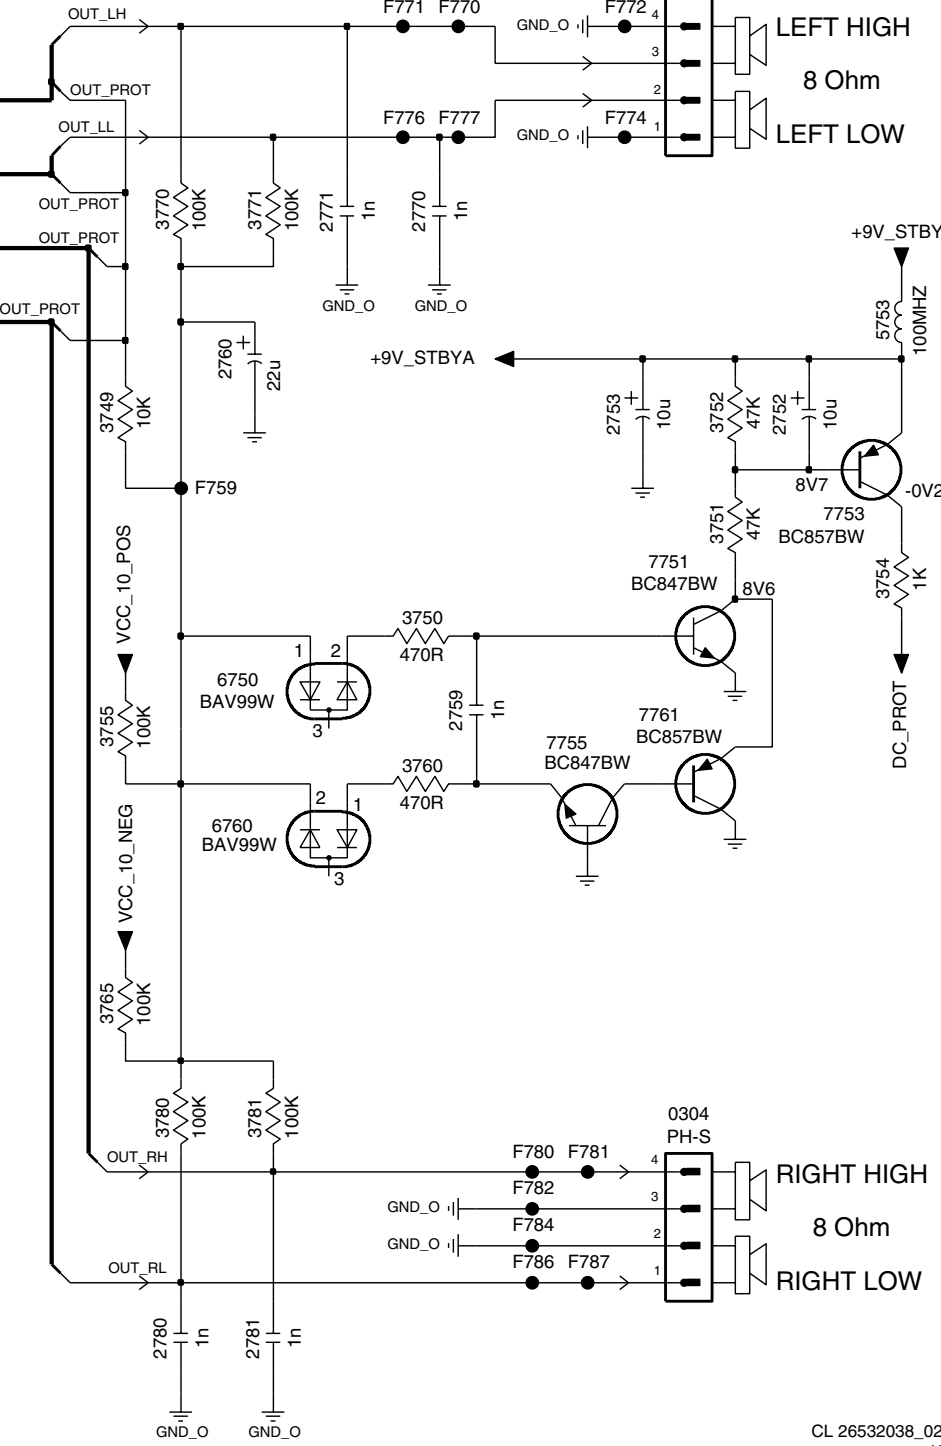 OUT_LH
F771 F770
F772
GND_O
4
LEFT HIGH
3
8 Ohm
OUT_PROT
2
OUT_LL
F776 F777
F774
GND_O
1
LEFT LOW
OUT_PROT
3770
100K
3771
100K
2771
1n
2770
1n
OUT_PROT
+9V_STBY
GND_O
GND_O
OUT_PROT
5753
100MHZ
2760
+
22u
+9V_STBYA
3749
10K
2753
+
10u
3752
47K
2752
+
10u
8V7
-0V2
F759
7753
BC857BW
3751
47K
VCC_10_POS
7751
BC847BW
8V6
3754
1K
3750
470R
1
2
6750
BAV99W
3
2759
1n
3755
100K
7761
BC857BW
DC_PROT
7755
BC847BW
3760
470R
2
1
6760
BAV99W
3
VCC_10_NEG
3765
100K
3780
100K
3781
100K
0304
PH-S
OUT_RH
F780 F781
4
RIGHT HIGH
F782
GND_O
3
8 Ohm
F784
GND_O
2
OUT_RL
F786 F787
1
RIGHT LOW
2780
1n
2781
1n
GND_O
GND_O
CL 26532038_02